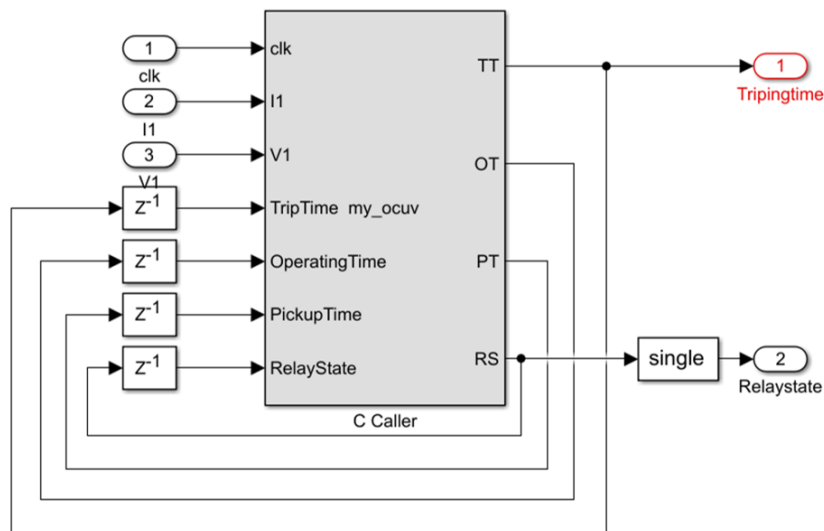 1
clk
2
I1
3
V1
Z-1
Z-1
Z-1
Z-1
clk
I1
V1
TripTime my_ocuv
OperatingTime
PickupTime
RelayState
TT
OT
PT
RS
C Caller
1
Tripingtime
single
2
Relaystate